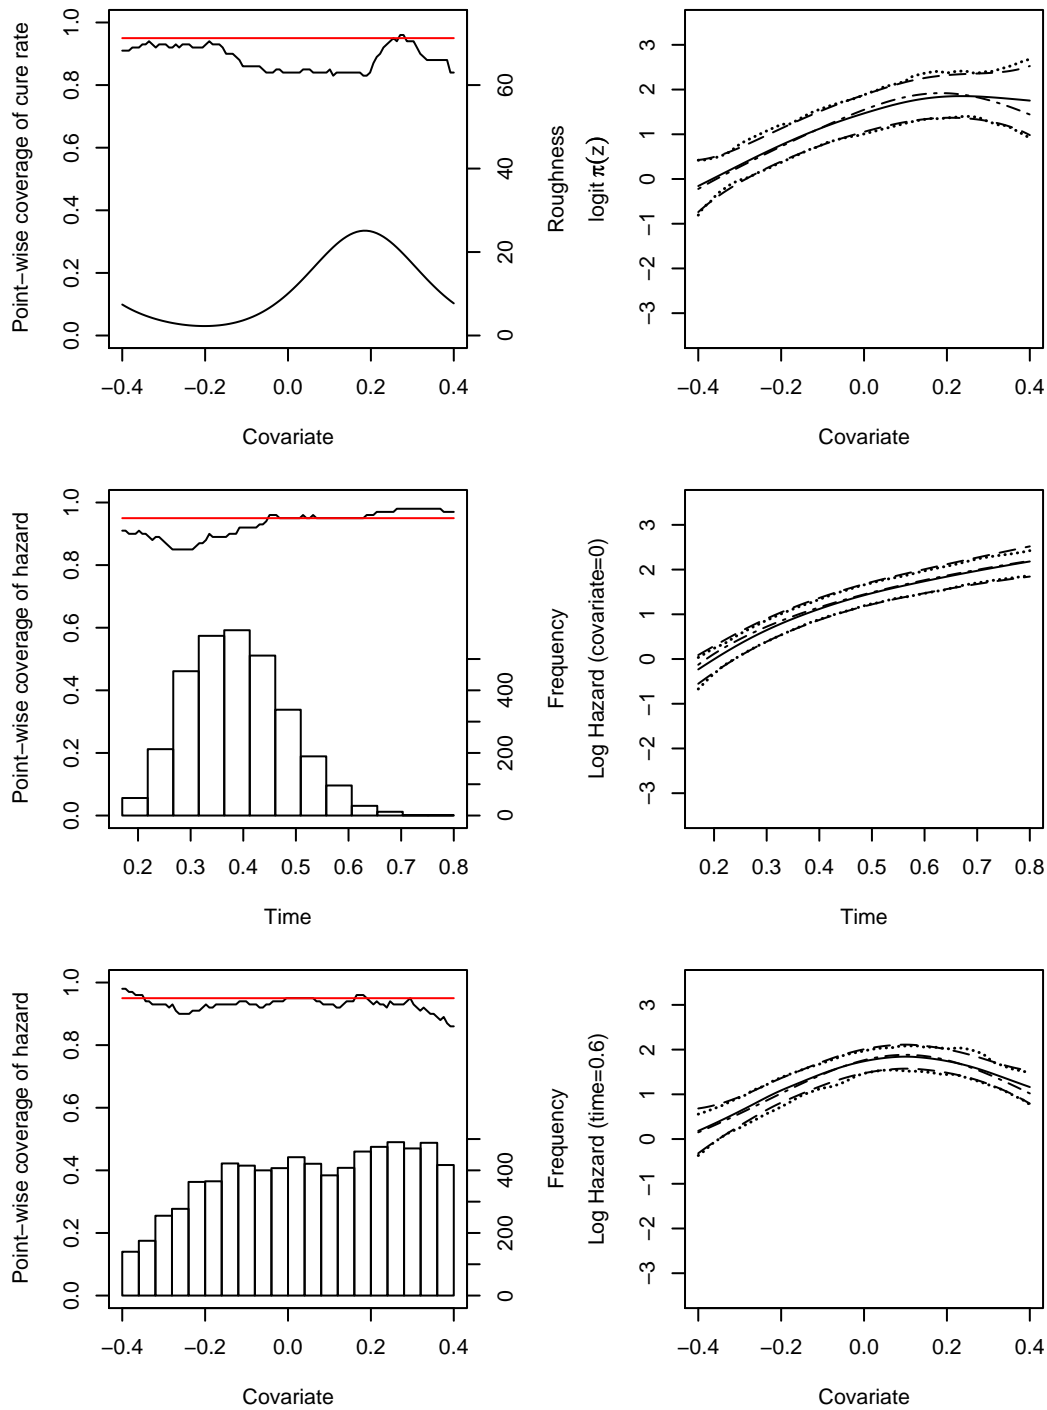 Point−wise coverage of cure rate
0.0 0.2 0.4 0.6 0.8 1.0
0 20 40 60
Roughness
−0.4 −0.2 0.0 0.2 0.4
Covariate
logit π(z)
−3 −2 −1 0 1 2 3
−0.4 −0.2 0.0 0.2 0.4
Covariate
Point−wise coverage of hazard
0.0 0.2 0.4 0.6 0.8 1.0
0 200 400
Frequency
0.2 0.3 0.4 0.5 0.6 0.7 0.8
Time
Log Hazard (covariate=0)
−3 −2 −1 0 1 2 3
0.2 0.3 0.4 0.5 0.6 0.7 0.8
Time
Point−wise coverage of hazard
0.0 0.2 0.4 0.6 0.8 1.0
0 200 400
Frequency
−0.4 −0.2 0.0 0.2 0.4
Covariate
Log Hazard (time=0.6)
−3 −2 −1 0 1 2 3
−0.4 −0.2 0.0 0.2 0.4
Covariate